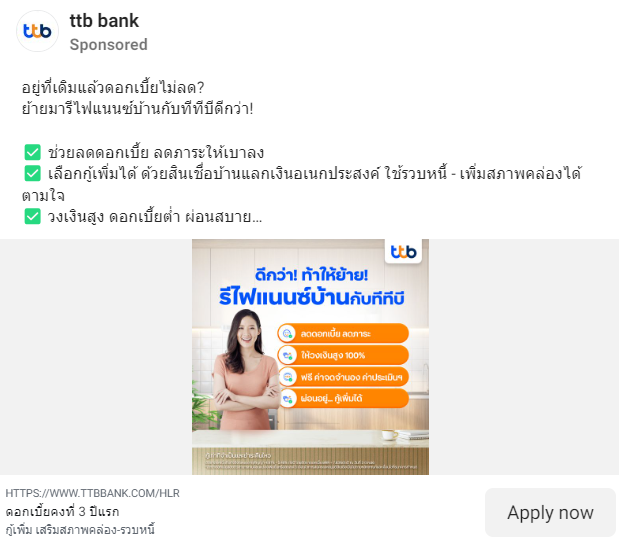 ttb
ttb bank
Sponsored
อยู่ที่เดิมแล้วดอกเบี้ยไม่ลด?
ย้ายมารีไฟแนนซ์บ้านกับทีทีบีดีกว่า!
✅ ช่วยลดดอกเบี้ย ลดภาระให้เบาลง
✅ เลือกกู้เพิ่มได้ ด้วยสินเชื่อบ้านแลกเงินอเนกประสงค์ ใช้รวบหนี้ - เพิ่มสภาพคล่องได้
ตามใจ
✅ วงเงินสูง ดอกเบี้ยต่ำ ผ่อนสบาย...
ttb
ดีกว่า! ท้าให้ย้าย!
รีไฟแนนซ์บ้านกับทีทีบี
ลดดอกเบี้ย ลดภาระ
ให้วงเงินสูง 100%
ฟรี ค่าจดจำนอง ค่าประเมินฯ
ผ่อนอยู่... กู้เพิ่มได้
HTTPS://WWW.TTBBANK.COM/HLR
ดอกเบี้ยคงที่ 3 ปีแรก
กู้เพิ่ม เสริมสภาพคล่อง-รวบหนี้
Apply now